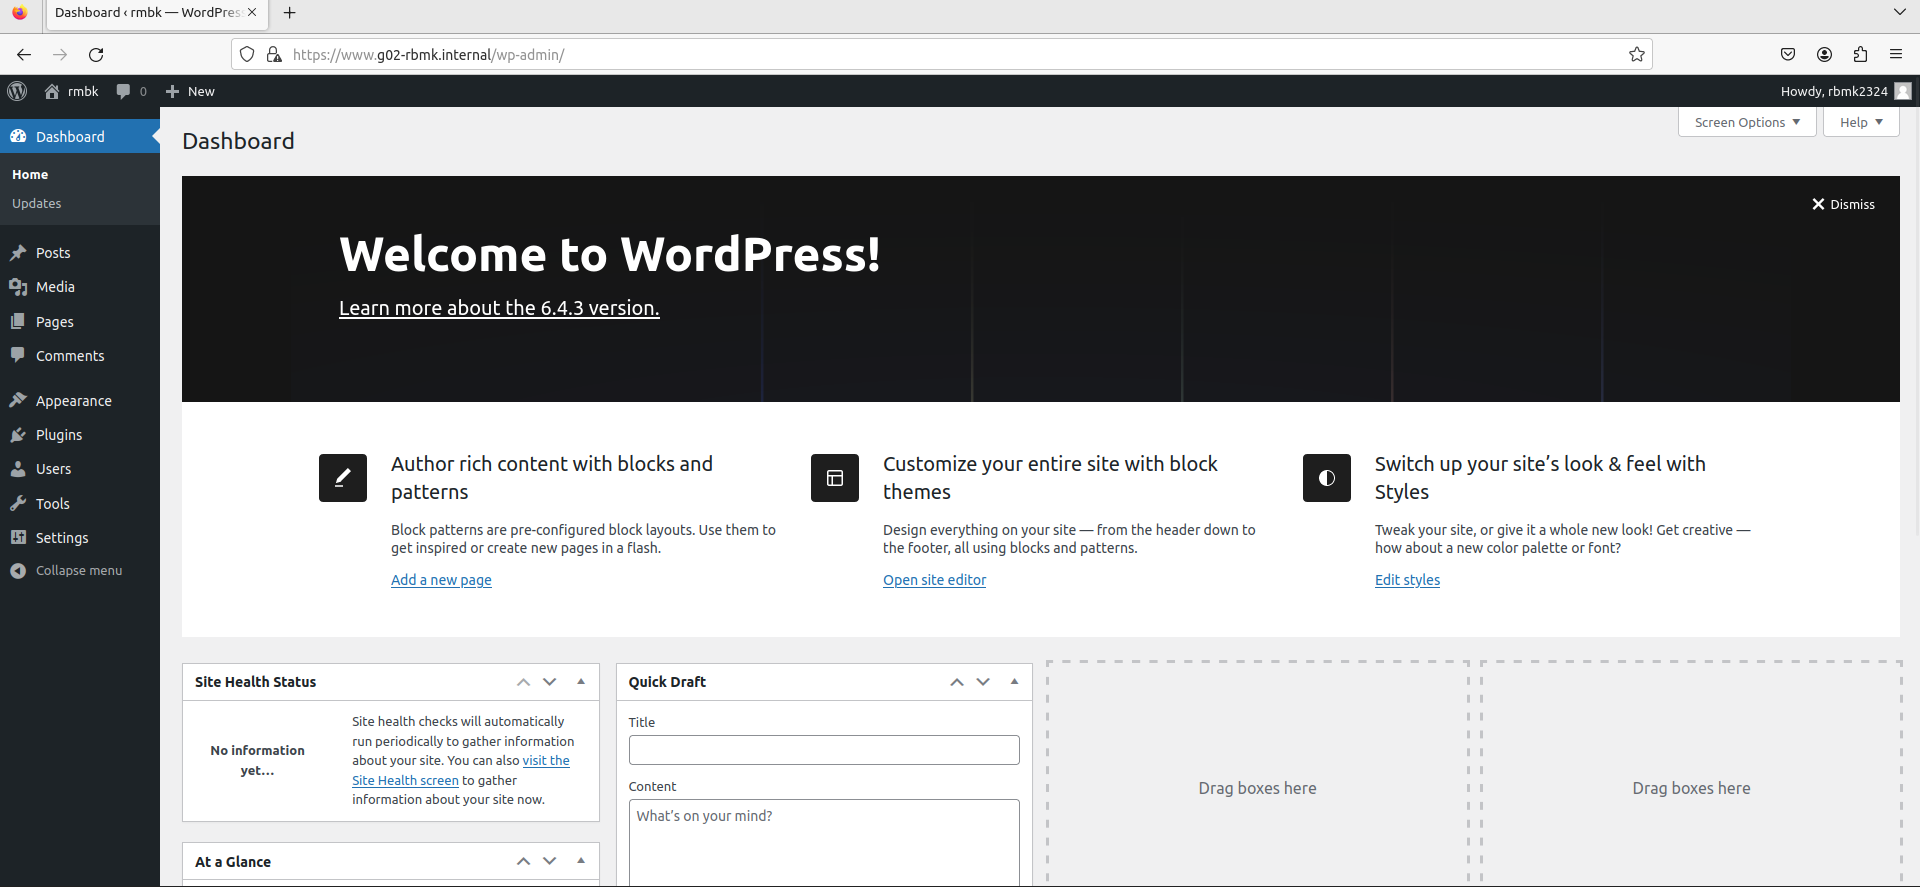 Dashboard ‹ rmbk — WordPres
https://www.g02-rbmk.internal/wp-admin/
rmbk
0
New
Howdy, rbmk2324
Dashboard
Home
Updates
Posts
Media
Pages
Comments
Appearance
Plugins
Users
Tools
Settings
Collapse menu
Dashboard
Screen Options
Help
Dismiss
Welcome to WordPress!
Learn more about the 6.4.3 version.
Author rich content with blocks and
patterns
Block patterns are pre-configured block layouts. Use them to
get inspired or create new pages in a flash.
Add a new page
Customize your entire site with block
themes
Design everything on your site — from the header down to
the footer, all using blocks and patterns.
Open site editor
Switch up your site’s look & feel with
Styles
Tweak your site, or give it a whole new look! Get creative —
how about a new color palette or font?
Edit styles
Site Health Status
No information
yet…
Site health checks will automatically
run periodically to gather information
about your site. You can also visit the
Site Health screen to gather
information about your site now.
At a Glance
Quick Draft
Title
Content
What’s on your mind?
Drag boxes here
Drag boxes here